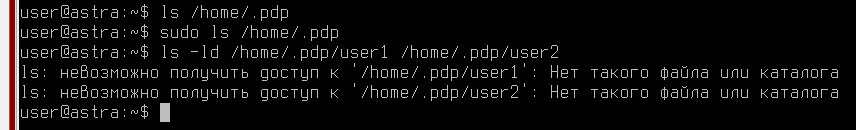 user@astra:~$ ls /home/.pdp
user@astra:~$ sudo ls /home/.pdp
user@astra:~$ ls -ld /home/.pdp/user1 /home/.pdp/user2
ls: невозможно получить доступ к '/home/.pdp/user1': Нет такого файла или каталога
ls: невозможно получить доступ к '/home/.pdp/user2': Нет такого файла или каталога
user@astra:~$